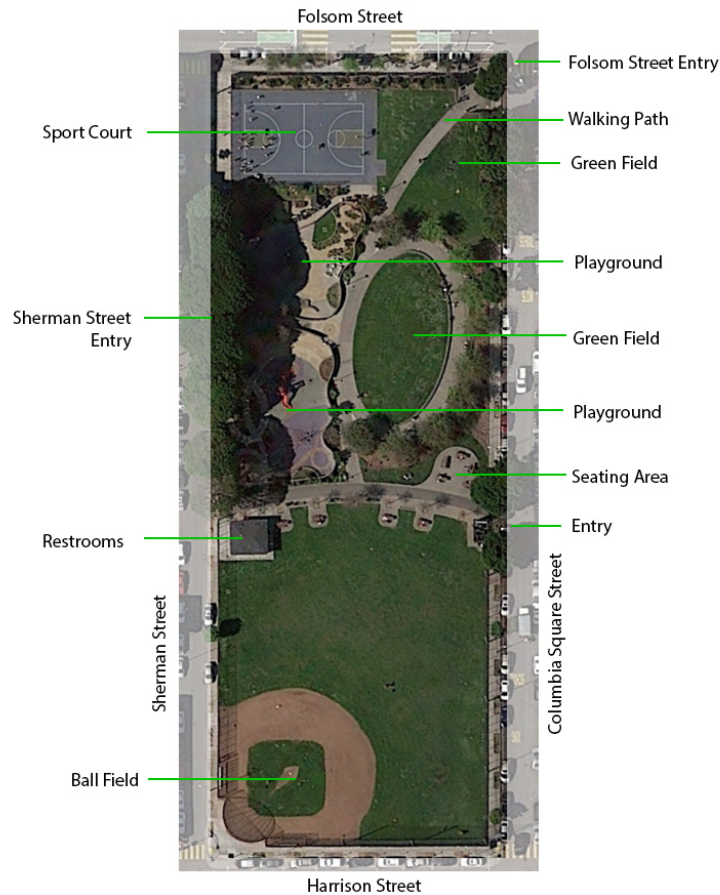 Folsom Street
Folsom Street Entry
Walking Path
Sport Court
Green Field
Playground
Sherman Street
Entry
Green Field
Playground
Seating Area
Entry
Restrooms
Sherman Street
Columbia Square Street
Ball Field
Harrison Street